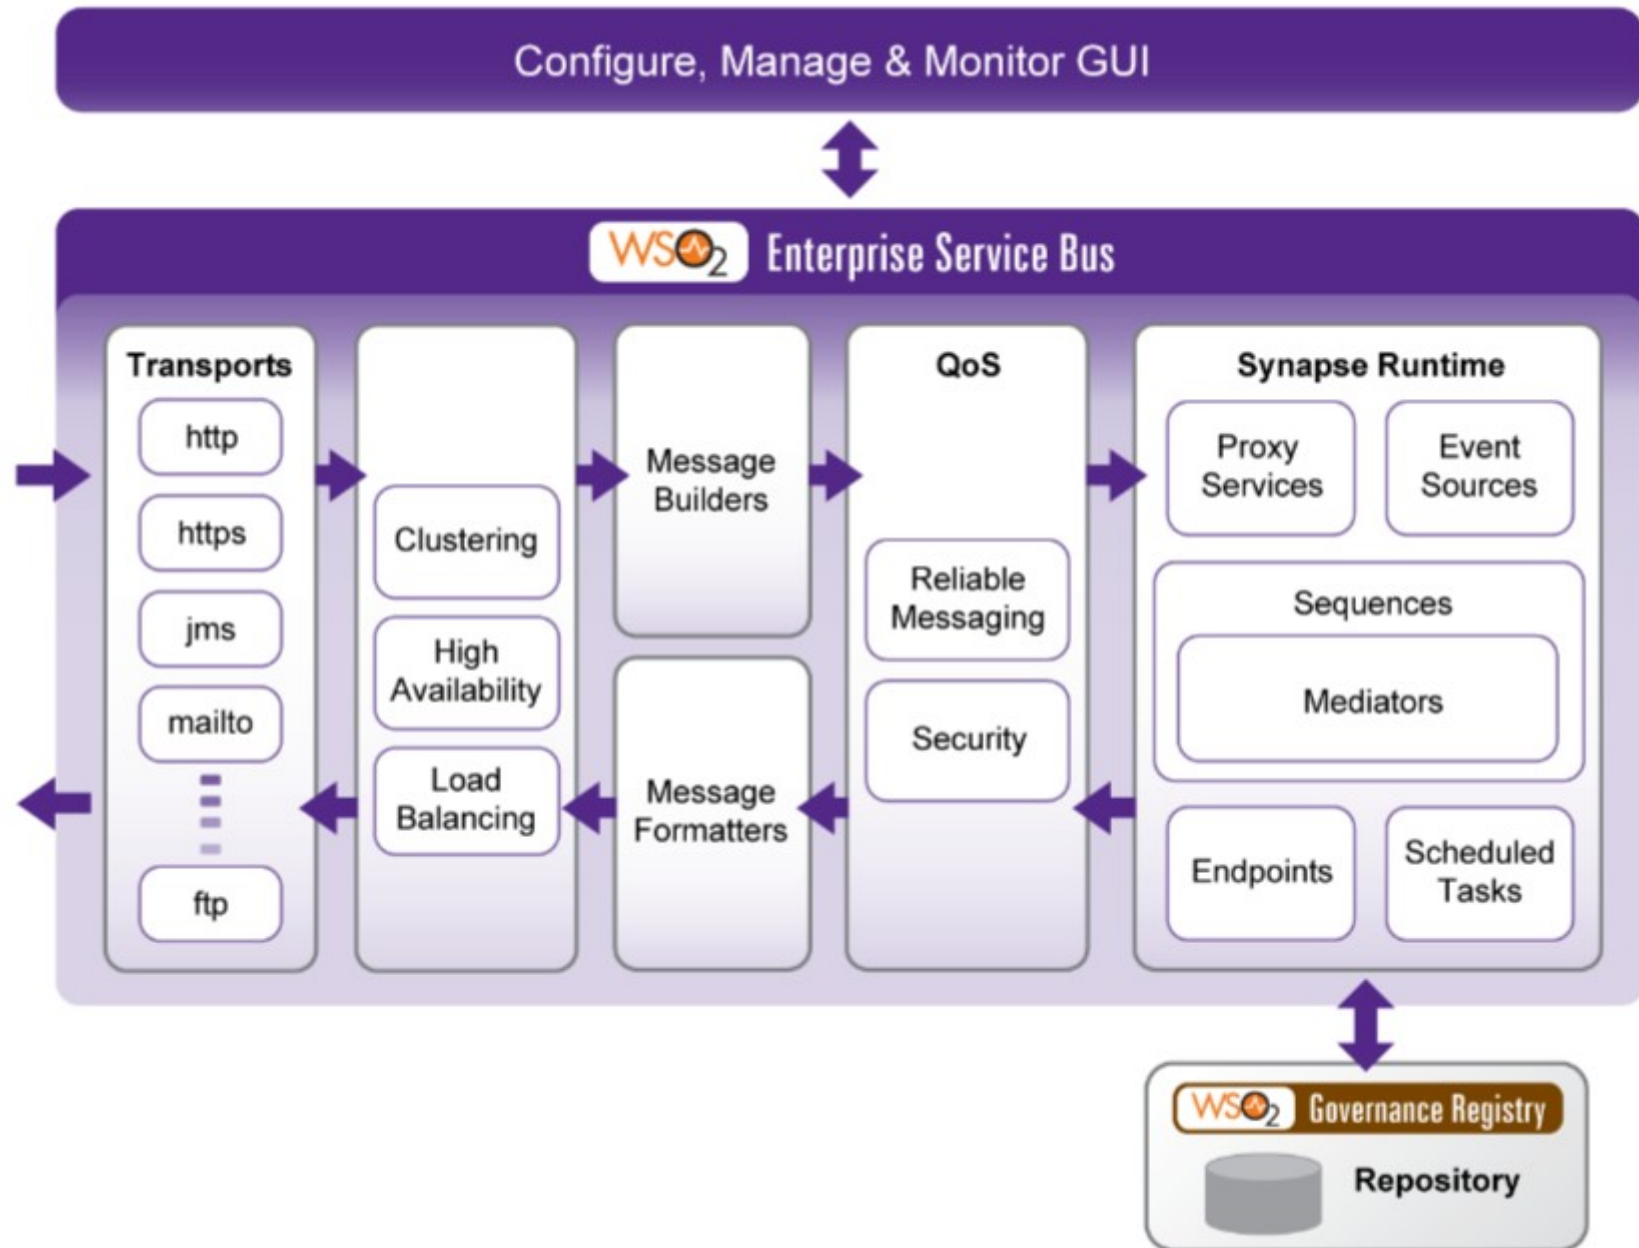 Configure, Manage & Monitor GUI
WSO2 Enterprise Service Bus
Transports
http
https
jms
mailto
ftp
Clustering
High
Availability
Load
Balancing
Message
Builders
Message
Formatters
QoS
Reliable
Messaging
Security
Synapse Runtime
Proxy
Services
Event
Sources
Sequences
Mediators
Endpoints
Scheduled
Tasks
WSO2 Governance Registry
Repository